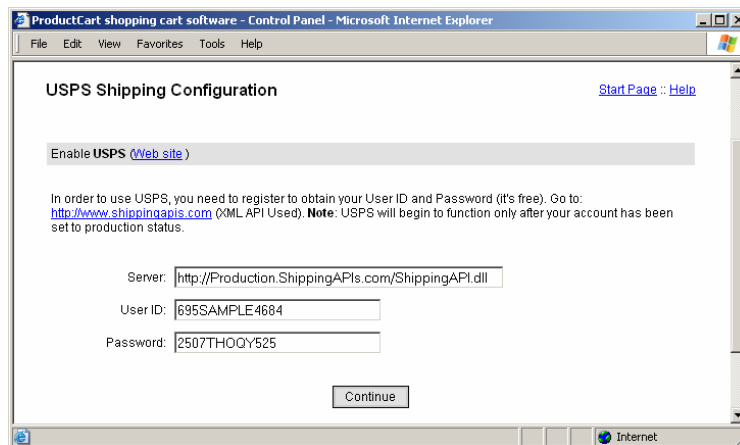 ProductCart shopping cart software - Control Panel - Microsoft Internet Explorer
File Edit View Favorites Tools Help
USPS Shipping Configuration Start Page :: Help
Enable USPS (Web site )
In order to use USPS, you need to register to obtain your User ID and Password (it's free). Go to:
http://www.shippingapis.com (XML API Used). Note: USPS will begin to function only after your account has been
set to production status.
Server: http://Production.ShippingAPIs.com/ShippingAPI.dll
User ID: 695SAMPLE4684
Password: 2507THOQY525
Continue
Internet